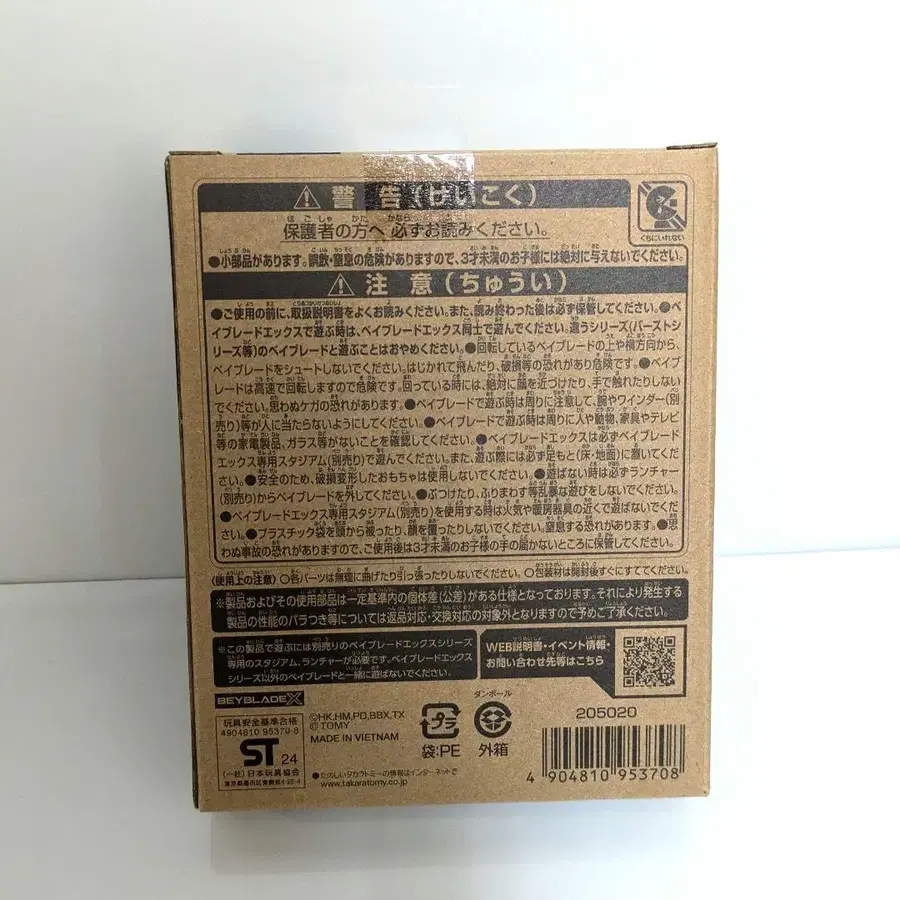 警告(けいこく)
くちにいれない
保護者の方へ 必ずお読みください。
●小部品があります。誤飲・窒息の危険がありますので、3才未満のお子様には絶対に与えないでください。
注意(ちゅうい)
●ご使用の前に、取扱説明書をよくお読みください。また、読み終わった後は必ず保管してください。●ベ
イブレードエックスで遊ぶ時は、ベイブレードエックス同士で遊んでください。違うシリーズ(バーストシ
リーズ等)のベイブレードと遊ぶことはおやめください。●回転しているベイブレードの上や横方向から、
ベイブレードをシュートしないでください。はじかれて飛んだり、破損等の恐れがあり危険です。●ベイブ
レードは高速で回転しますので危険です。回っている時には、絶対に顔を近づけたり、手で触れたりしない
でください。思わぬケガの恐れがあります。●ベイブレードで遊ぶ時は周りに注意して、腕やワインダー(別
売り)等が人に当たらないようにしてください。●ベイブレードで遊ぶ時は周りに人や動物、家具やテレビ
等の家電製品、ガラス等がないことを確認してください。●ベイブレードエックスは必ずベイブレード
エックス専用スタジアム(別売り)で遊んでください。また、遊ぶ際には必ず足もと(床・地面)に置いてくだ
さい。●安全のため、破損変形したおもちゃは使用しないでください。●遊ばない時は必ずランチャー
(別売り)からベイブレードを外してください。●ぶつけたり、ふりまわす等乱暴な遊びをしないでください。
●ベイブレードエックス専用スタジアム(別売り)を使用する時は火気や暖房器具の近くで遊ばないでくだ
さい。●プラスチック袋を頭から被ったり、顔を覆ったりしないでください。窒息する恐れがあります。●思
わぬ事故の恐れがありますので、ご使用後は3才未満のお子様の手の届かないところに保管してください。
〈使用上の注意〉○各パーツは無理に曲げたり引っ張ったりしないでください。○包装材は開封後すぐにすててください。
※製品およびその使用部品は一定基準内の個体差(公差)がある仕様となっております。それにより発生する
製品の性能のバラつき等については返品対応・交換対応の対象外となりますので予めご了承ください。
※この製品で遊ぶには別売りのベイブレードエックスシリーズ
専用のスタジアム、ランチャーが必要です。ベイブレードエックス
シリーズ以外のベイブレードと一緒に遊ばないでください。
WEB説明書・イベント情報・
お問い合わせ先等はこちら
BEYBLADE X
玩具安全基準合格
4904810 95370-8
ST 24
(一社)日本玩具協会
東京都墨田区東駒形4-22-4
©HK,HM,PD,BBX,TX
© TOMY
MADE IN VIETNAM
●たのしいタカラトミーの情報はインターネットで
www.takaratomy.co.jp
プラ
袋:PE
ダンボール
外箱
205020
4 904810 953708